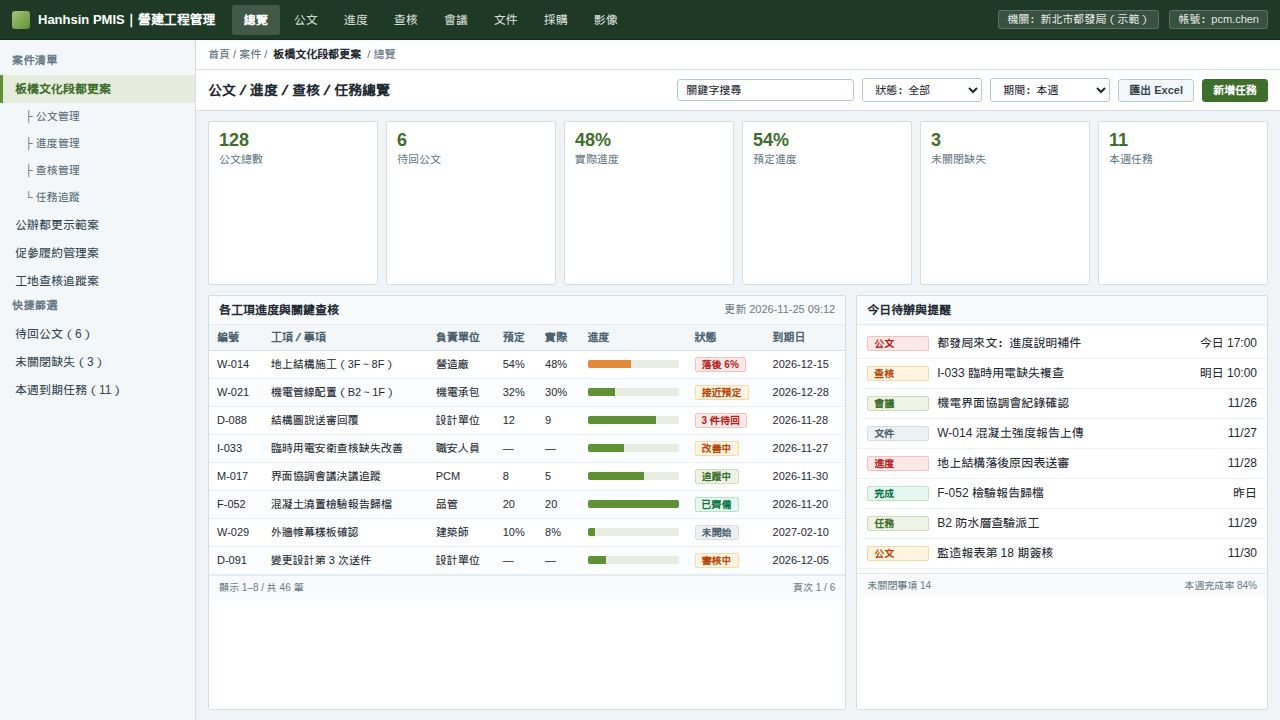 Hanhsin PMIS｜營建工程管理 總覽 公文 進度 查核 會議 文件 採購 影像 機關：新北市都發局（示範） 帳號：pcm.chen
案件清單
板橋文化段都更案
├ 公文管理
├ 進度管理
├ 查核管理
└ 任務追蹤
公辦都更示範案
促參履約管理案
工地查核追蹤案
快捷篩選
待回公文（6）
未關閉缺失（3）
本週到期任務（11）
首頁 / 案件 / 板橋文化段都更案 / 總覽
公文 / 進度 / 查核 / 任務總覽 關鍵字搜尋 狀態：全部 期間：本週 匯出 Excel 新增任務
128
公文總數
6
待回公文
48%
實際進度
54%
預定進度
3
未關閉缺失
11
本週任務
各工項進度與關鍵查核 更新 2026-11-25 09:12
編號 工項 / 事項 負責單位 預定 實際 進度 狀態 到期日
W-014 地上結構施工（3F ~ 8F） 營造廠 54% 48% 落後 6% 2026-12-15
W-021 機電管線配置（B2 ~ 1F） 機電承包 32% 30% 接近預定 2026-12-28
D-088 結構圖說送審回覆 設計單位 12 9 3 件待回 2026-11-28
I-033 臨時用電安衛查核缺失改善 職安人員 — — 改善中 2026-11-27
M-017 界面協調會議決議追蹤 PCM 8 5 追蹤中 2026-11-30
F-052 混凝土澆置檢驗報告歸檔 品管 20 20 已齊備 2026-11-20
W-029 外牆帷幕樣板確認 建築師 10% 8% 未開始 2027-02-10
D-091 變更設計第 3 次送件 設計單位 — — 審核中 2026-12-05
顯示 1–8 / 共 46 筆 頁次 1 / 6
今日待辦與提醒
公文 都發局來文：進度說明補件 今日 17:00
查核 I-033 臨時用電缺失複查 明日 10:00
會議 機電界面協調會紀錄確認 11/26
文件 W-014 混凝土強度報告上傳 11/27
進度 地上結構落後原因表送審 11/28
完成 F-052 檢驗報告歸檔 昨日
任務 B2 防水層查驗派工 11/29
公文 監造報表第 18 期簽核 11/30
未關閉事項 14 本週完成率 84%